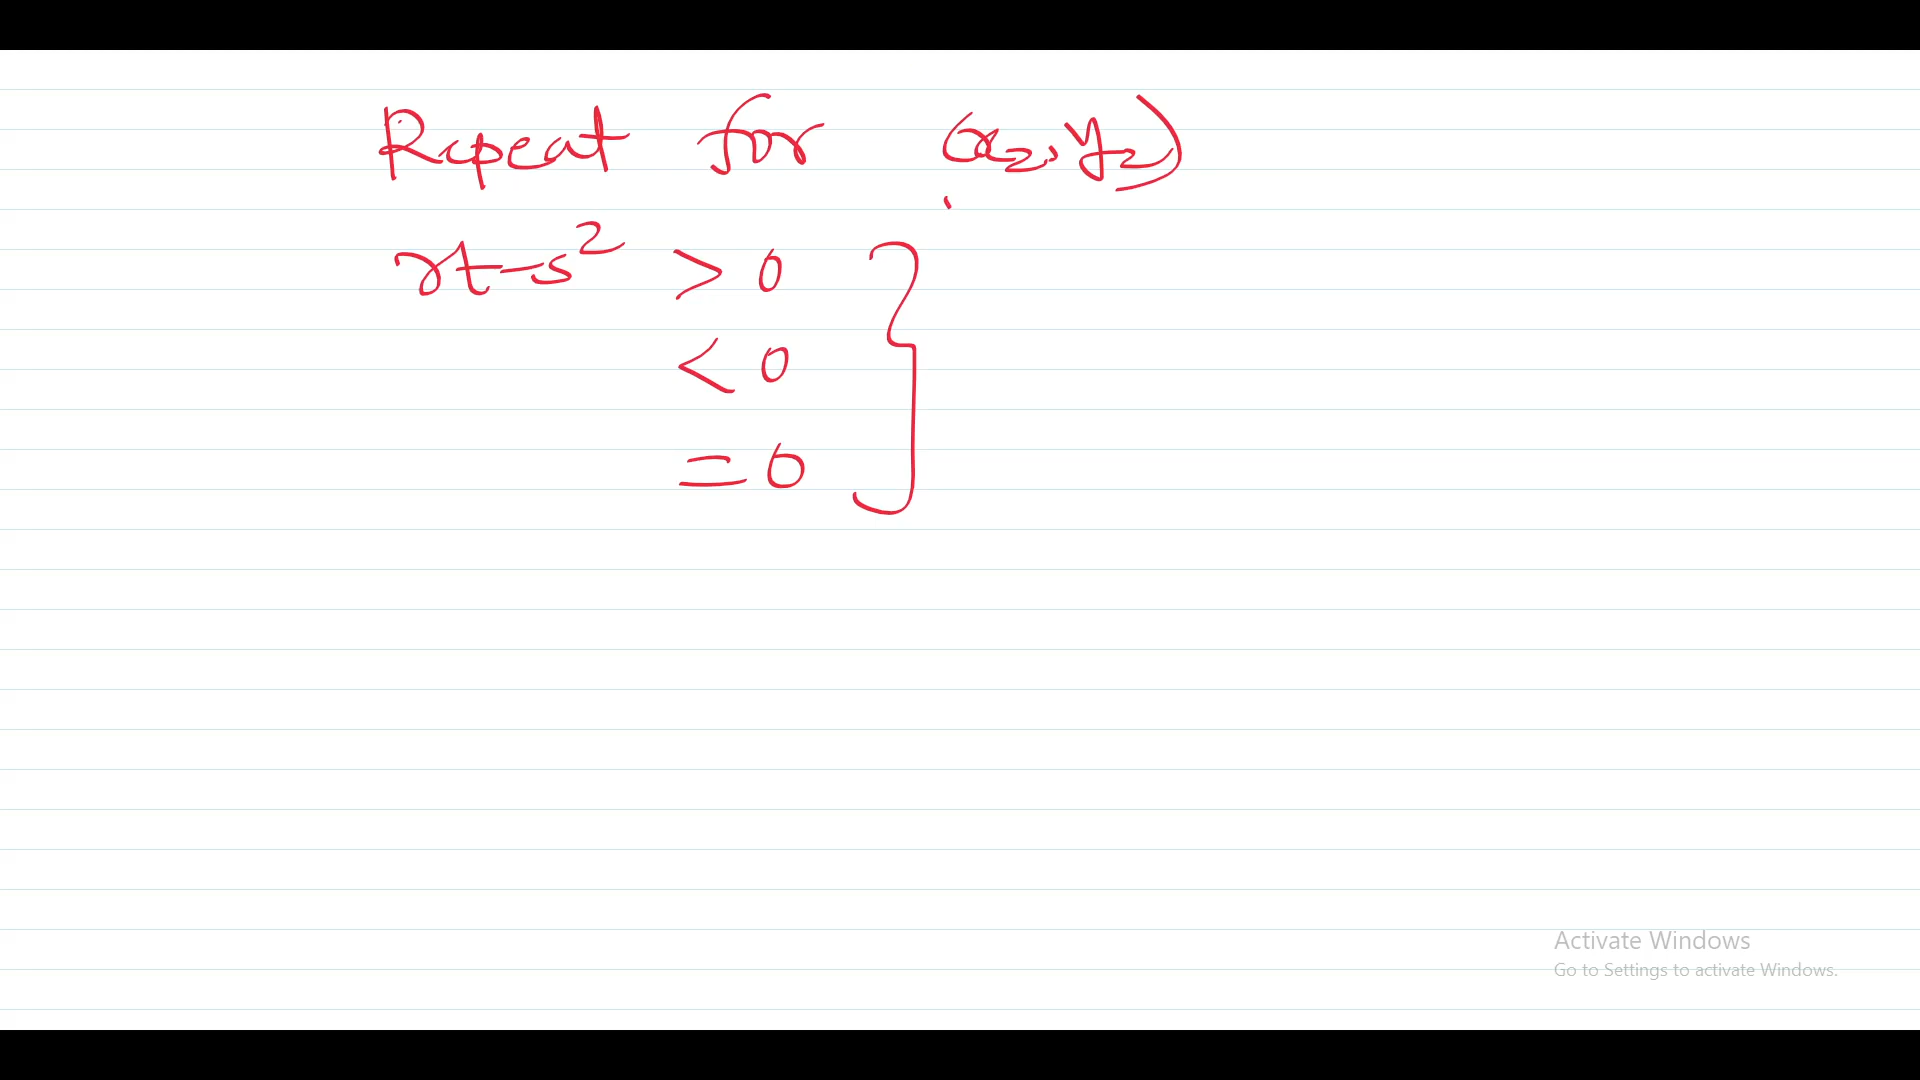 Repeat for (x₂, y₂)
rt-s² > 0
< 0
= 0
Activate Windows
Go to Settings to activate Windows.